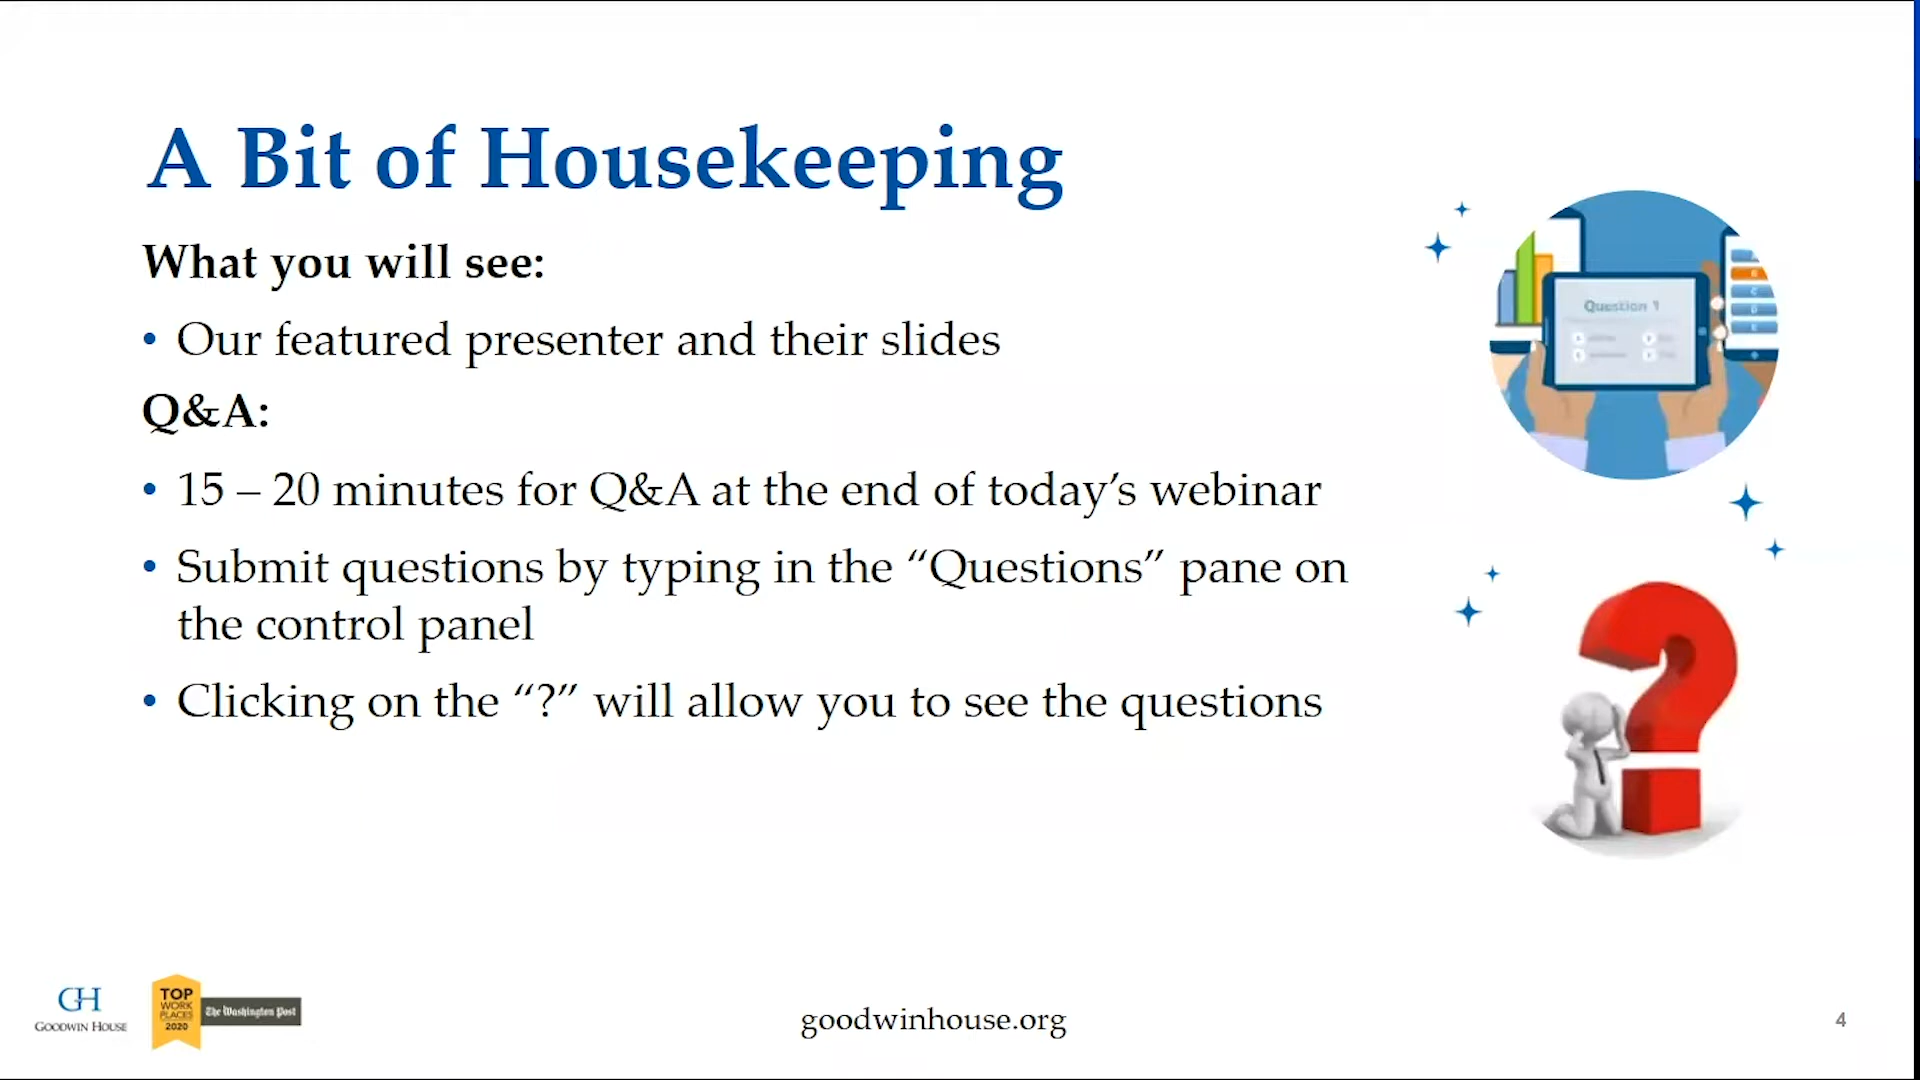 A Bit of Housekeeping
What you will see:
• Our featured presenter and their slides
Q&A:
• 15 – 20 minutes for Q&A at the end of today’s webinar
• Submit questions by typing in the “Questions” pane on
the control panel
• Clicking on the “?” will allow you to see the questions
Question 1
GH
GOODWIN HOUSE
TOP
WORK
PLACES
2020
The Washington Post
goodwinhouse.org
4